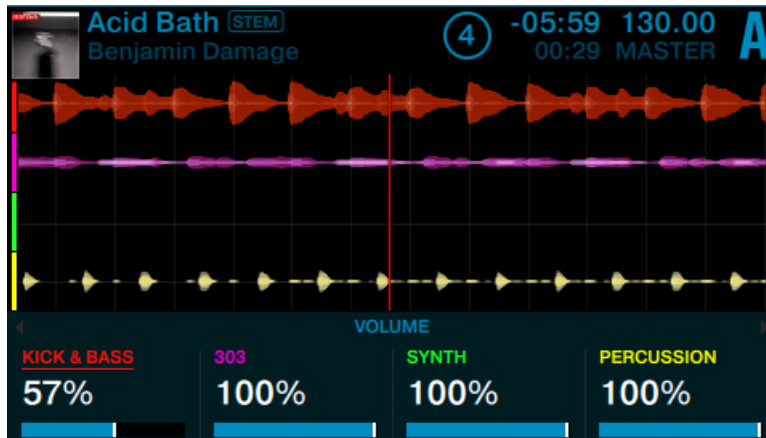 Acid Bath STEM
Benjamin Damage
4
-05:59 130.00
00:29 MASTER
A
VOLUME
KICK & BASS 303 SYNTH PERCUSSION
57% 100% 100% 100%